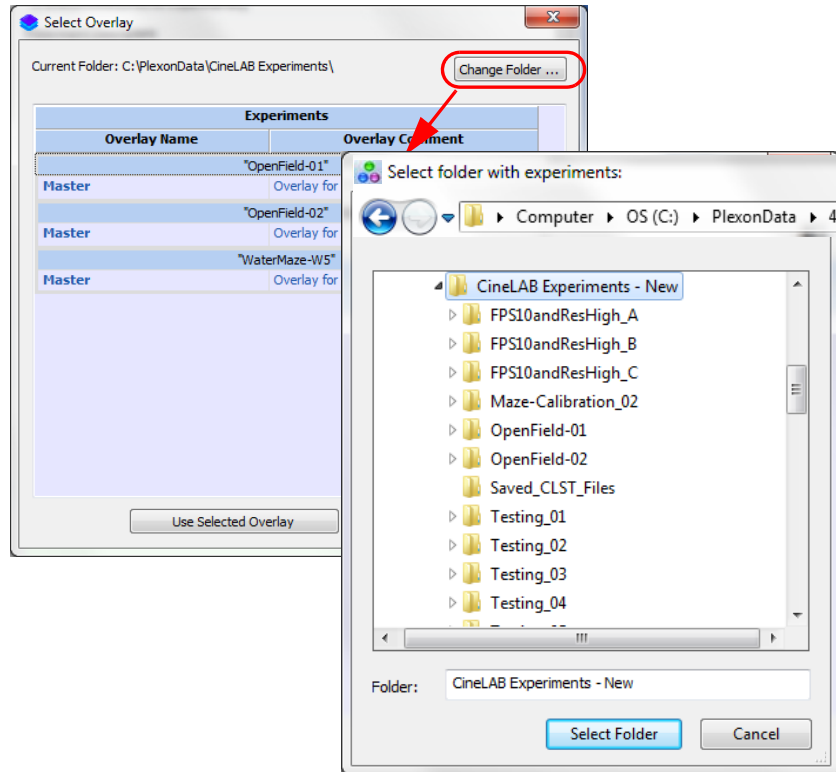 Select Overlay
Current Folder: C:\PlexonData\CineLAB Experiments\
Change Folder ...
Experiments
Overlay Name Overlay Comment
"OpenField-01"
Master Overlay for
"OpenField-02"
Master Overlay for
"WaterMaze-W5"
Master Overlay for
Use Selected Overlay
Select folder with experiments:
Computer OS (C:) PlexonData 4
CineLAB Experiments - New
FPS10andResHigh_A
FPS10andResHigh_B
FPS10andResHigh_C
Maze-Calibration_02
OpenField-01
OpenField-02
Saved_CLST_Files
Testing_01
Testing_02
Testing_03
Testing_04
Folder: CineLAB Experiments - New
Select Folder Cancel